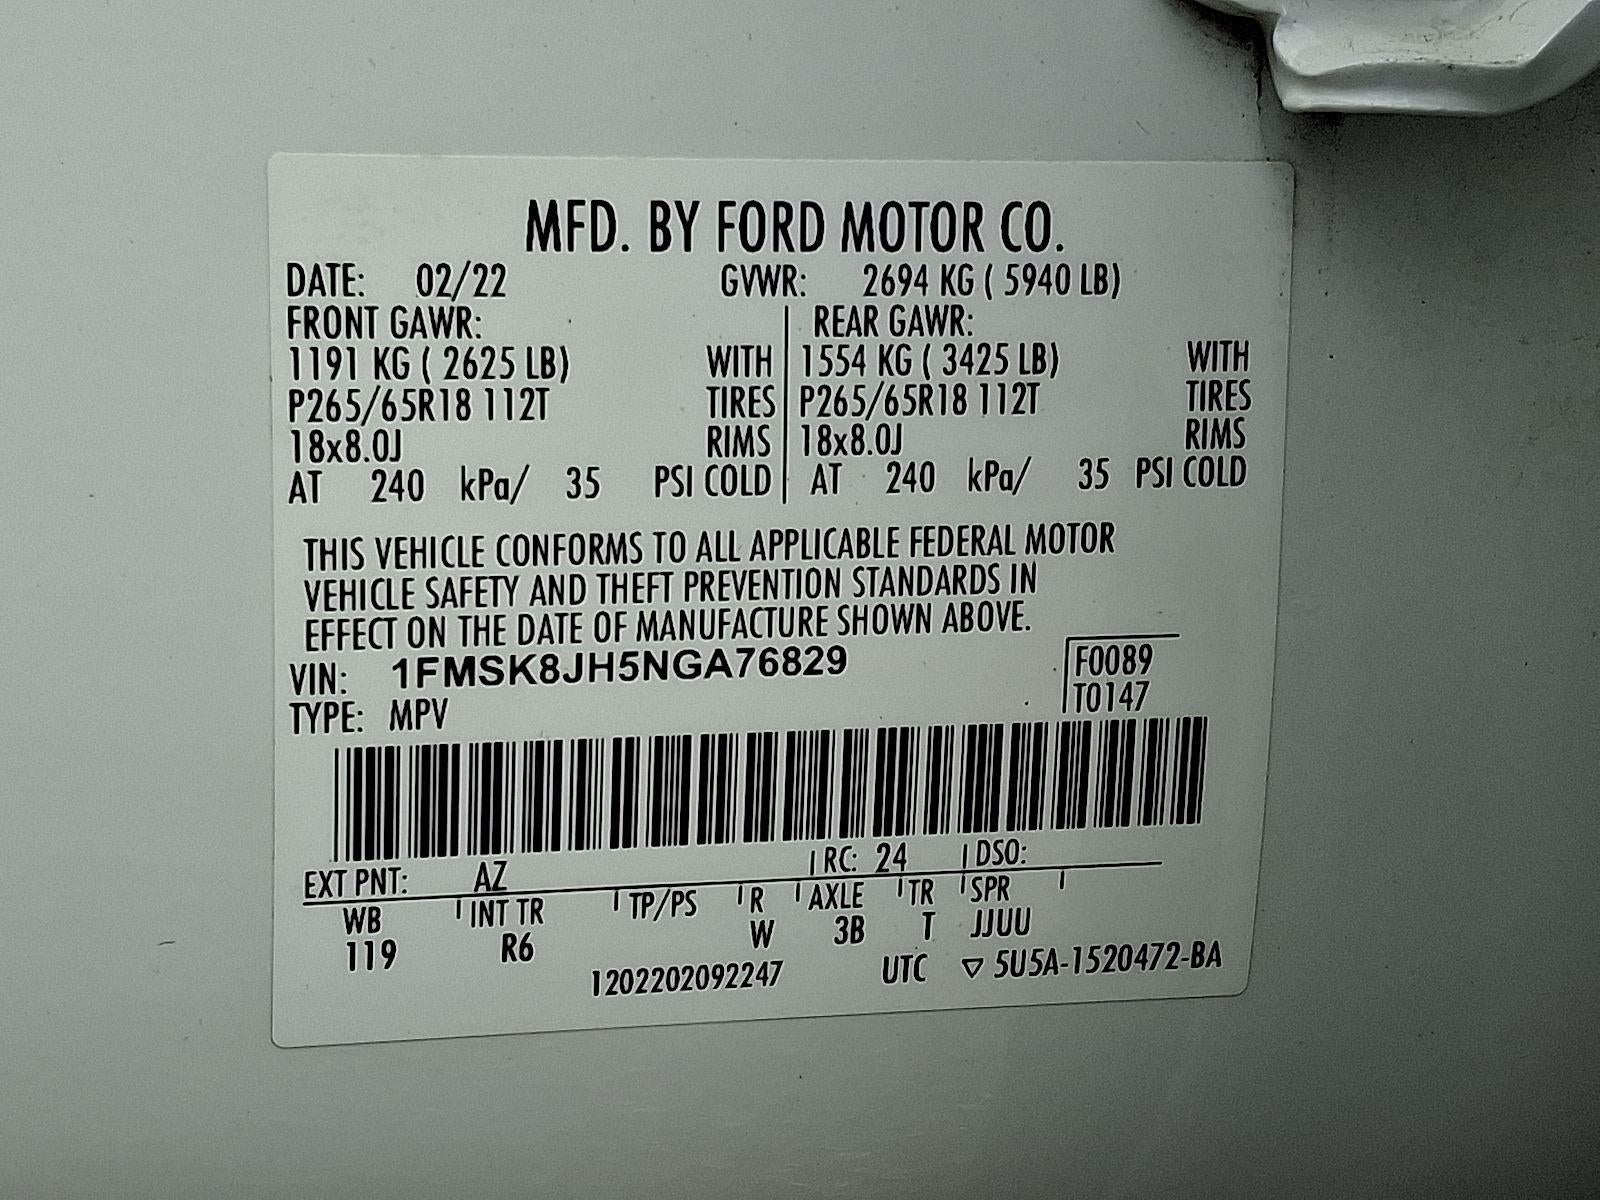 MFD. BY FORD MOTOR CO.
DATE: 02/22 GVWR: 2694 KG ( 5940 LB)
FRONT GAWR: REAR GAWR:
1191 KG ( 2625 LB) WITH 1554 KG ( 3425 LB) WITH
P265/65R18 112T TIRES P265/65R18 112T TIRES
18x8.0J RIMS 18x8.0J RIMS
AT 240 kPa/ 35 PSI COLD AT 240 kPa/ 35 PSI COLD
THIS VEHICLE CONFORMS TO ALL APPLICABLE FEDERAL MOTOR
VEHICLE SAFETY AND THEFT PREVENTION STANDARDS IN
EFFECT ON THE DATE OF MANUFACTURE SHOWN ABOVE.
VIN: 1FMSK8JH5NGA76829 F0089
TYPE: MPV T0147
EXT PNT: AZ RC: 24 DSO:
WB INT TR TP/PS R AXLE TR SPR
119 R6 W 3B T JJUU
1202202092247 UTC ▽ 5U5A-1520472-BA